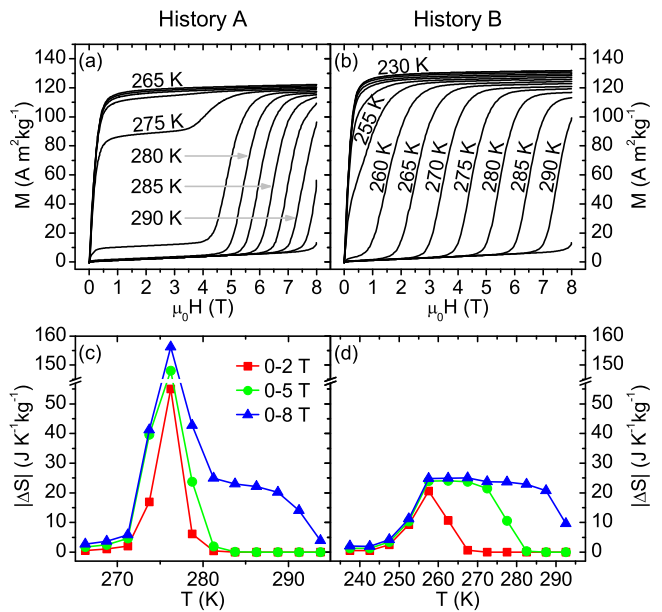 History A
History B
140
120
100
80
60
40
20
0
M (A m²kg⁻¹)
(a)
265 K
275 K
280 K
285 K
290 K
0 1 2 3 4 5 6 7 8
μ₀H (T)
(b)
230 K
255 K
260 K
265 K
270 K
275 K
280 K
285 K
290 K
0 1 2 3 4 5 6 7 8
μ₀H (T)
140
120
100
80
60
40
20
0
M (A m²kg⁻¹)
160
150
50
40
30
20
10
0
|ΔS| (J K⁻¹kg⁻¹)
(c)
0-2 T
0-5 T
0-8 T
270 280 290
T (K)
(d)
240 250 260 270 280 290
T (K)
160
150
50
40
30
20
10
0
|ΔS| (J K⁻¹kg⁻¹)